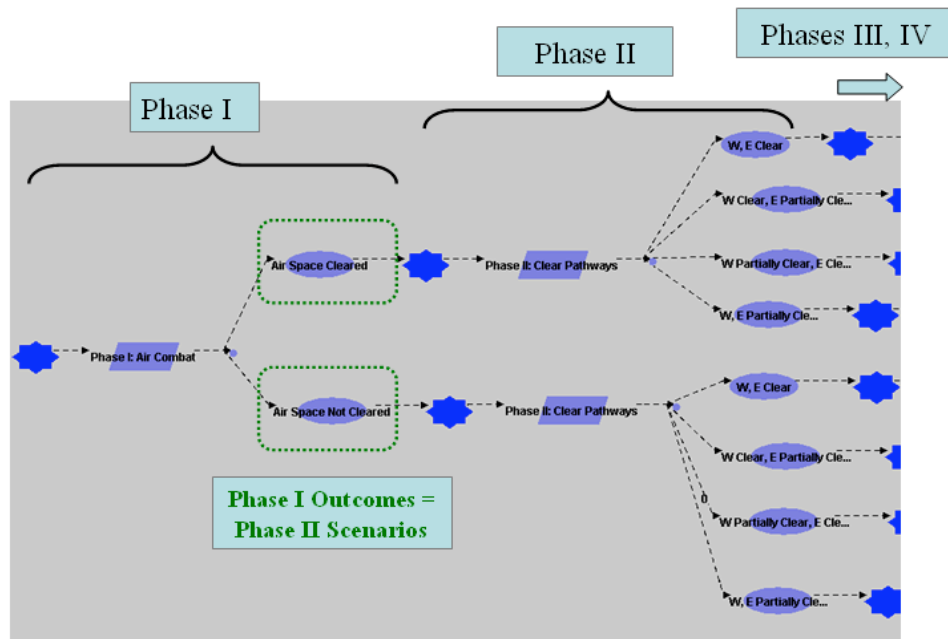 Phases III, IV
Phase II
Phase I
W, E Clear
W Clear, E Partially Cle...
Air Space Cleared
Phase II: Clear Pathways
W Partially Clear, E Cle...
W, E Partially Cle...
Phase I: Air Combat
W, E Clear
Air Space Not Cleared
Phase II: Clear Pathways
W Clear, E Partially Cle...
Phase I Outcomes =
Phase II Scenarios
0
W Partially Clear, E Cle...
W, E Partially Cle...